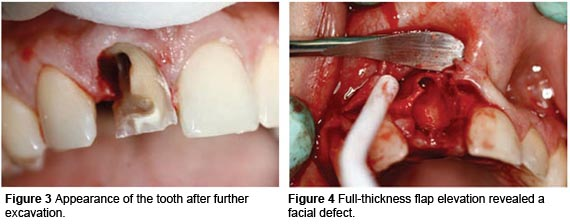 Figure 3 Appearance of the tooth after further
excavation.
Figure 4 Full-thickness flap elevation revealed a
facial defect.